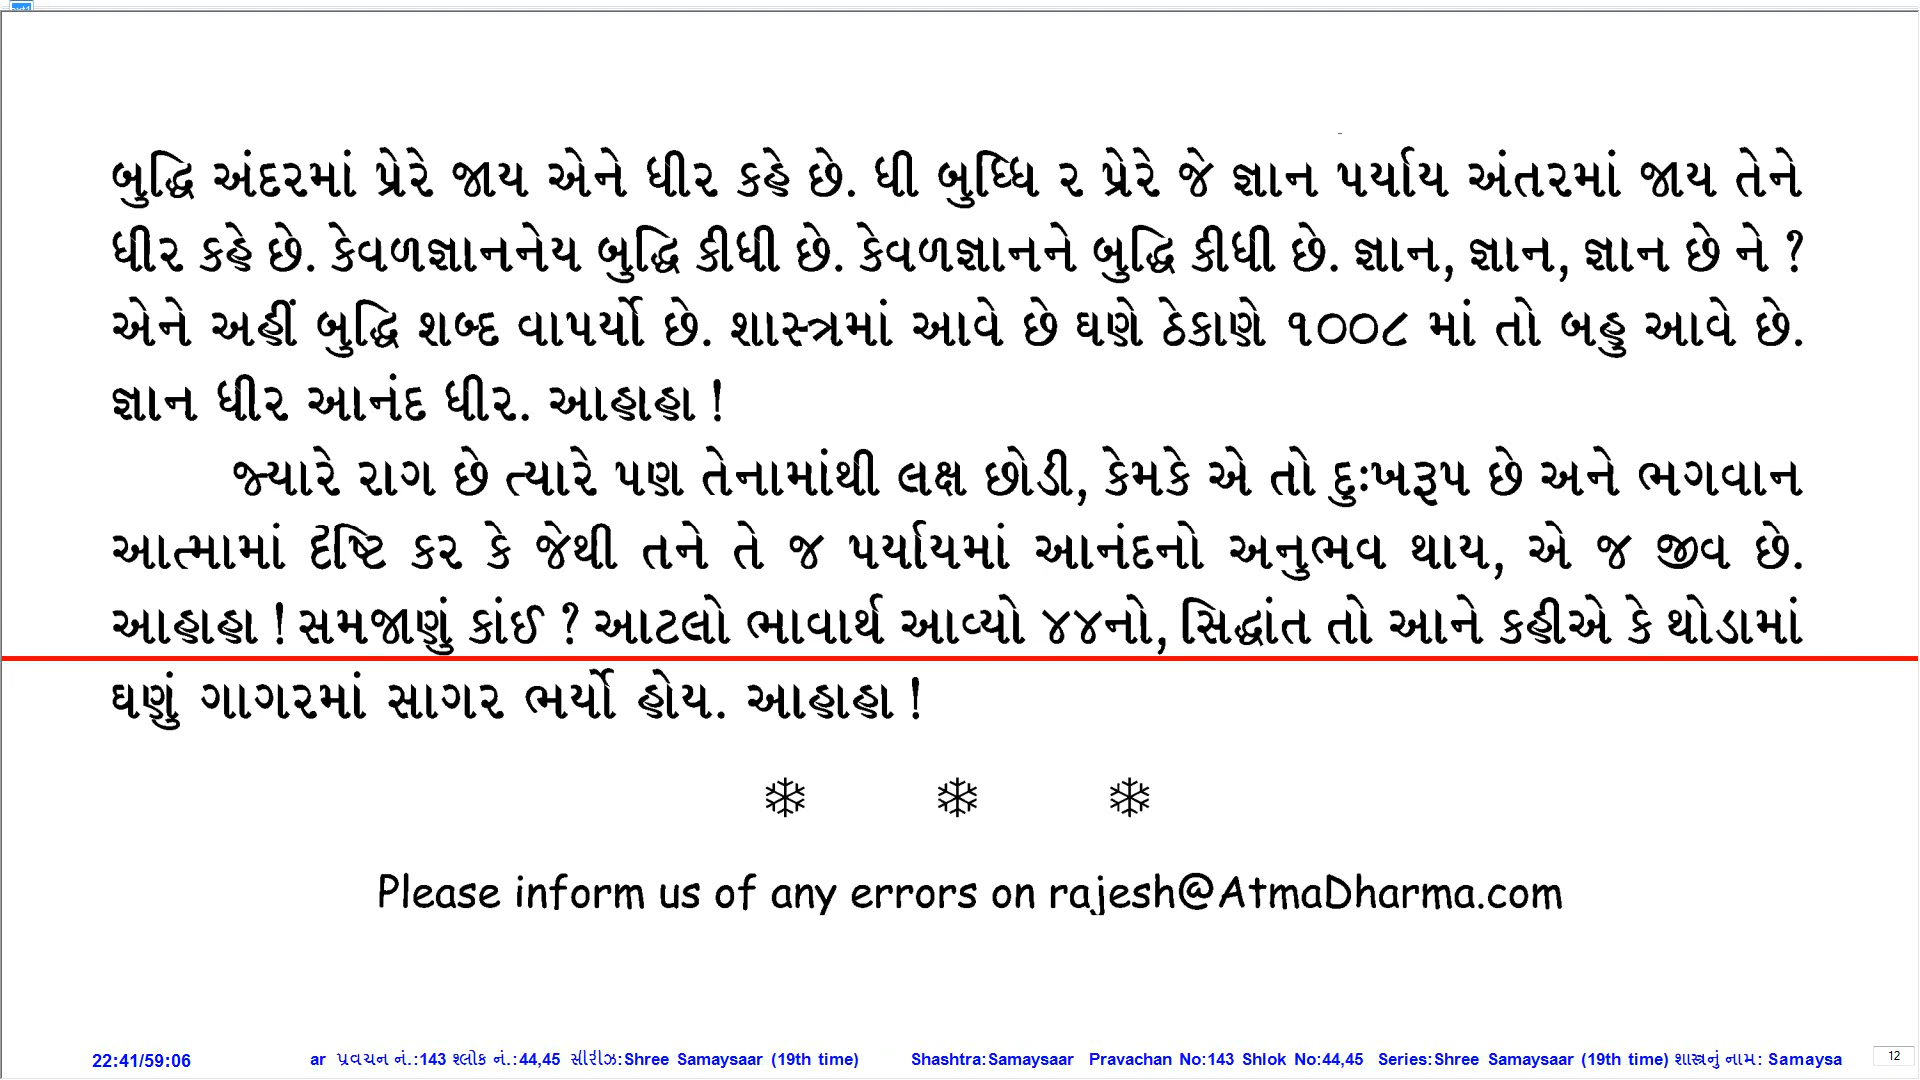 બુદ્ધિ અંદરમાં પ્રેરે જાય એને ધીર કહે છે. ધી બુધ્ધિ ર પ્રેરે જે જ્ઞાન પર્યાય અંતરમાં જાય તેને
ધીર કહે છે. કેવળજ્ઞાનનેય બુદ્ધિ કીધી છે. કેવળજ્ઞાનને બુદ્ધિ કીધી છે. જ્ઞાન, જ્ઞાન, જ્ઞાન છે ને ?
એને અહીં બુદ્ધિ શબ્દ વાપર્યો છે. શાસ્ત્રમાં આવે છે ઘણે ઠેકાણે ૧૦૦૮ માં તો બહુ આવે છે.
જ્ઞાન ધીર આનંદ ધીર. આહાહા !
જ્યારે રાગ છે ત્યારે પણ તેનામાંથી લક્ષ છોડી, કેમકે એ તો દુઃખરૂપ છે અને ભગવાન
આત્મામાં દૃષ્ટિ કર કે જેથી તને તે જ પર્યાયમાં આનંદનો અનુભવ થાય, એ જ જીવ છે.
આહાહા ! સમજાણું કાંઈ ? આટલો ભાવાર્થ આવ્યો ૪૪નો, સિદ્ધાંત તો આને કહીએ કે થોડામાં
ઘણું ગાગરમાં સાગર ભર્યો હોય. આહાહા !
Please inform us of any errors on rajesh@AtmaDharma.com
22:41/59:06 ar પ્રવચન નં.:143 શ્લોક નં.:44,45 સીરીઝ:Shree Samaysaar (19th time) Shashtra:Samaysaar Pravachan No:143 Shlok No:44,45 Series:Shree Samaysaar (19th time) શાસ્ત્રનું નામ: Samaysa 12